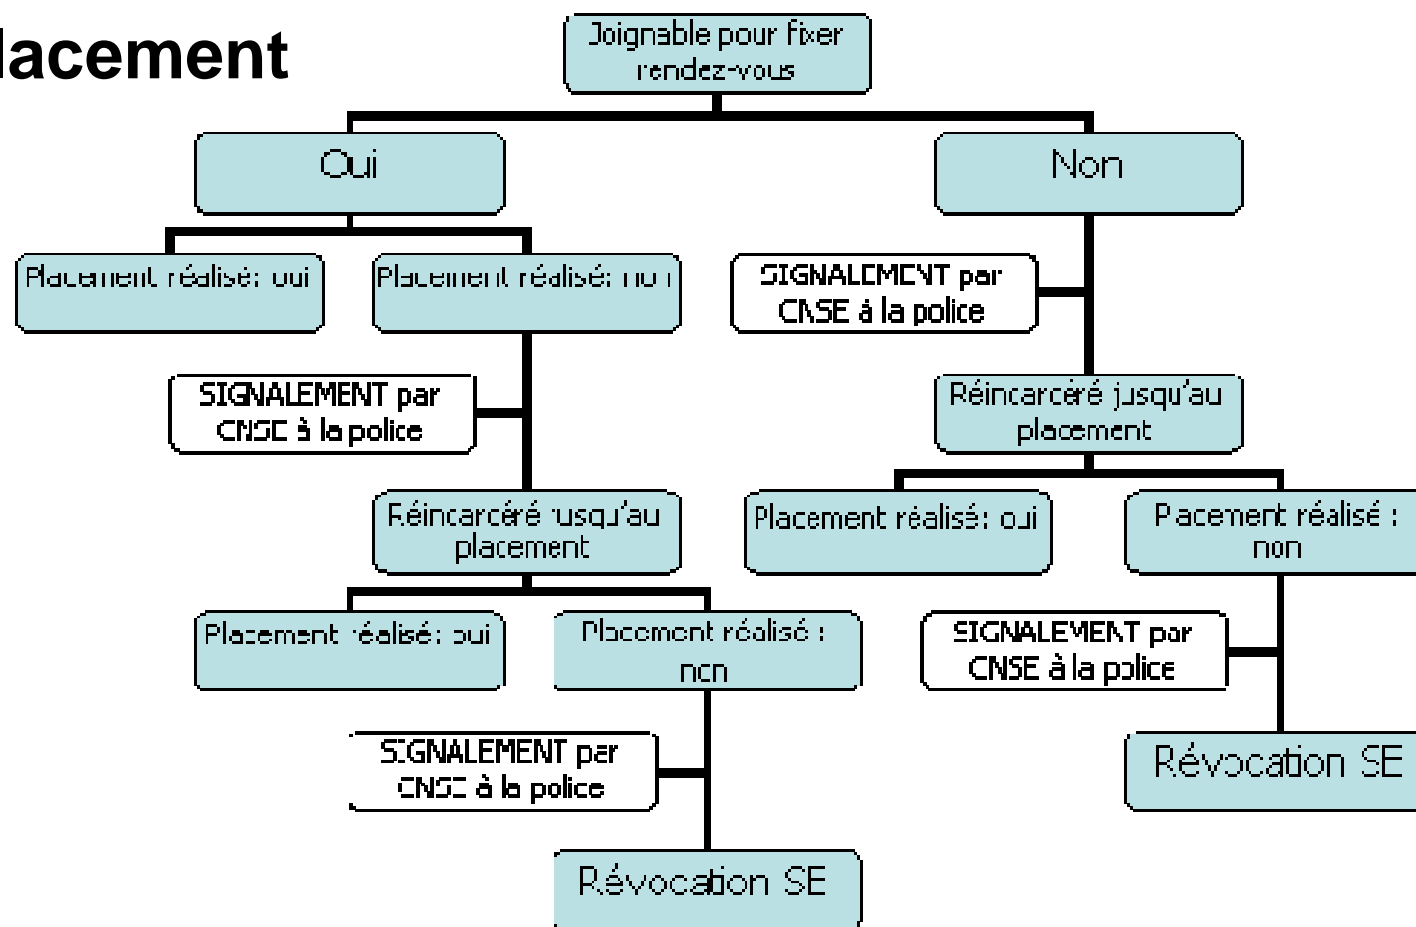 lacement
Joignable pour fixer
rendez-vous
Oui
Non
Placement réalisé: oui
Placement réalisé: non
SIGNALEMENT par
CNSE à la police
SIGNALEMENT par
CNSE à la police
Réincarcéré jusqu'au
placement
Réincarcéré jusqu'au
placement
Placement réalisé: oui
Placement réalisé :
non
Placement réalisé: oui
Placement réalisé :
non
SIGNALEMENT par
CNSE à la police
SIGNALEMENT par
CNSE à la police
Révocation SE
Révocation SE